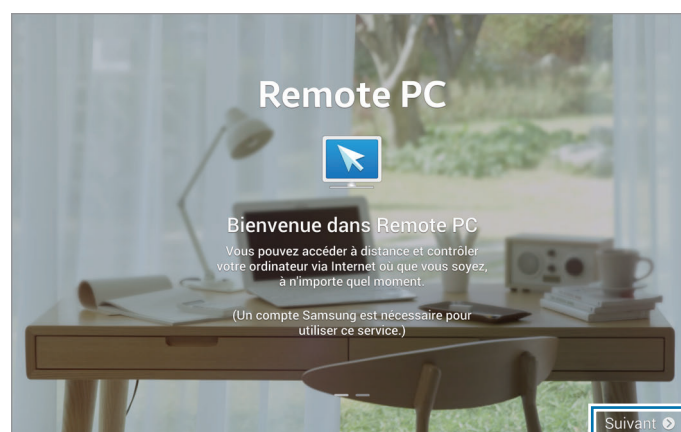 Remote PC
Bienvenue dans Remote PC
Vous pouvez accéder à distance et contrôler
votre ordinateur via Internet où que vous soyez,
à n'importe quel moment.
(Un compte Samsung est nécessaire pour
utiliser ce service.)
Suivant